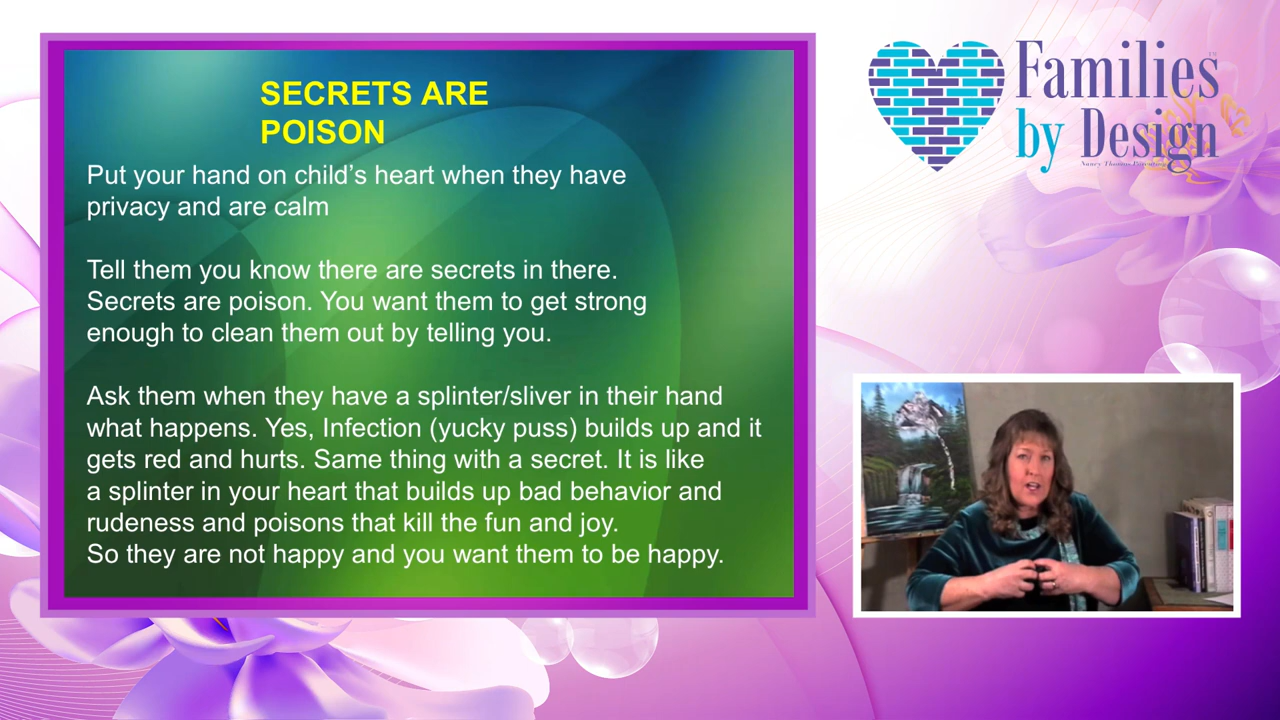 SECRETS ARE
POISON
Put your hand on child’s heart when they have
privacy and are calm
Tell them you know there are secrets in there.
Secrets are poison. You want them to get strong
enough to clean them out by telling you.
Ask them when they have a splinter/sliver in their hand
what happens. Yes, Infection (yucky puss) builds up and it
gets red and hurts. Same thing with a secret. It is like
a splinter in your heart that builds up bad behavior and
rudeness and poisons that kill the fun and joy.
So they are not happy and you want them to be happy.
Families
by Design
Nancy Thomas